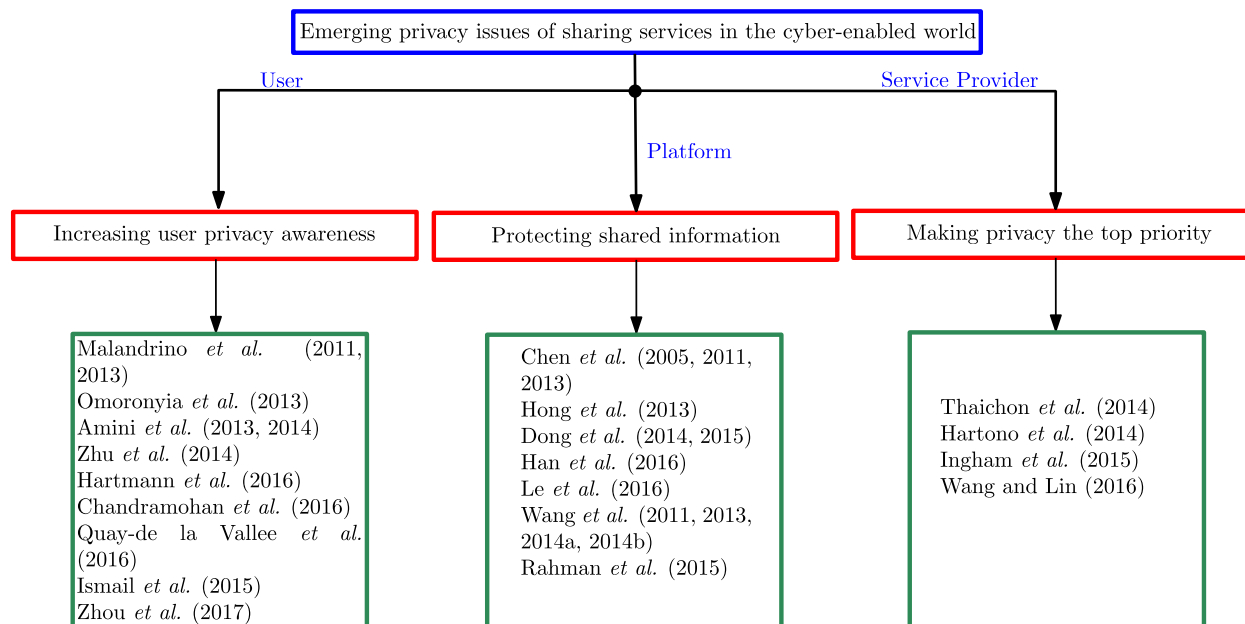 Emerging privacy issues of sharing services in the cyber-enabled world
User
Service Provider
Platform
Increasing user privacy awareness
Protecting shared information
Making privacy the top priority
Malandrino et al. (2011,
2013)
Omoronyia et al. (2013)
Amini et al. (2013, 2014)
Zhu et al. (2014)
Hartmann et al. (2016)
Chandramohan et al. (2016)
Quay-de la Vallee et al.
(2016)
Ismail et al. (2015)
Zhou et al. (2017)
Chen et al. (2005, 2011,
2013)
Hong et al. (2013)
Dong et al. (2014, 2015)
Han et al. (2016)
Le et al. (2016)
Wang et al. (2011, 2013,
2014a, 2014b)
Rahman et al. (2015)
Thaichon et al. (2014)
Hartono et al. (2014)
Ingham et al. (2015)
Wang and Lin (2016)